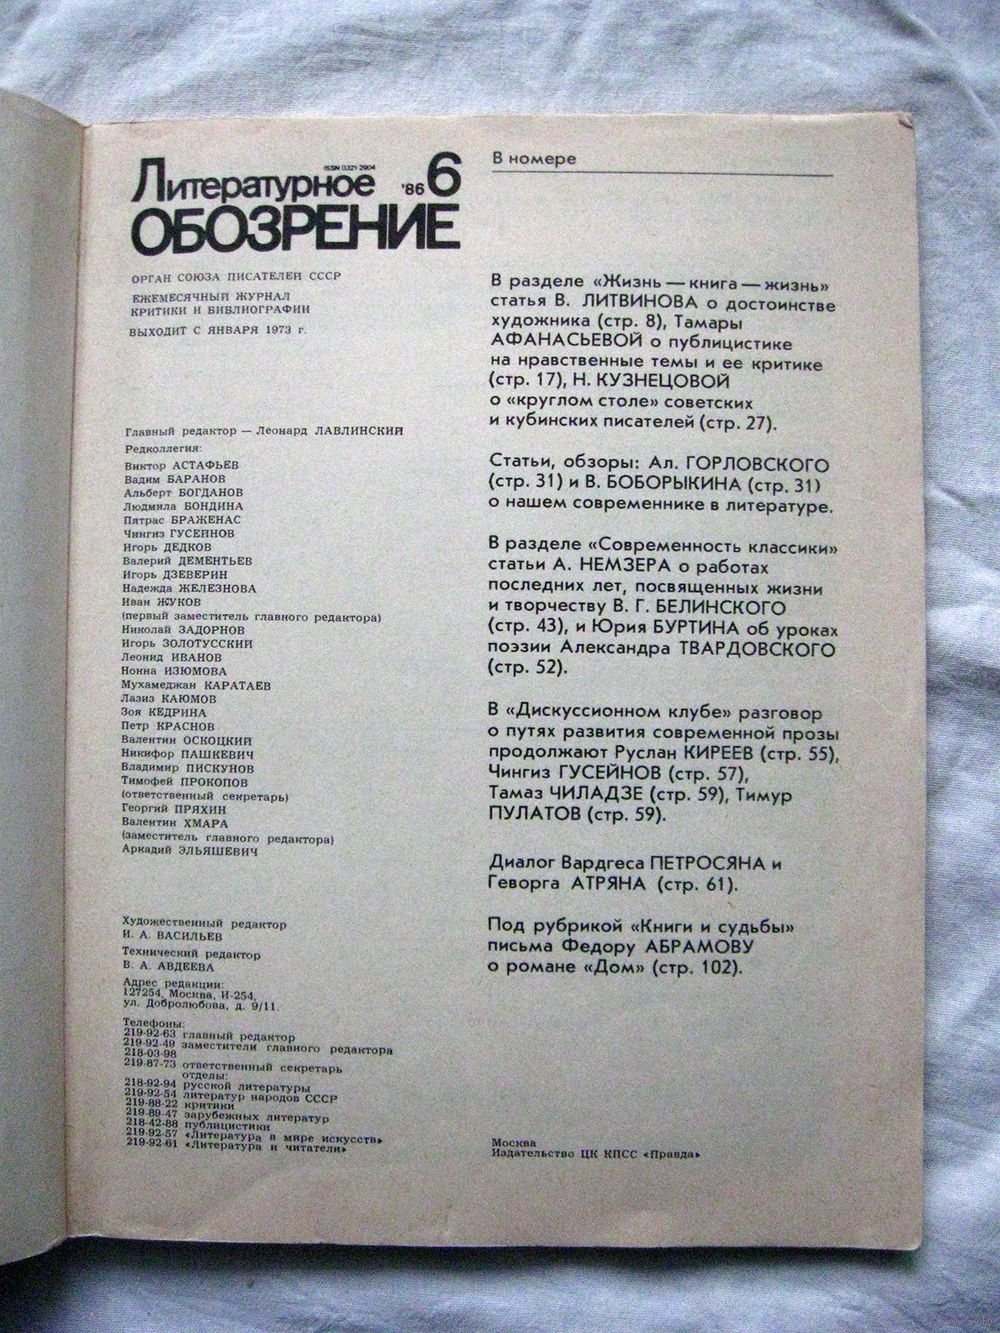 ISSN 0321-2904
Литературное '86 6
ОБОЗРЕНИЕ
ОРГАН СОЮЗА ПИСАТЕЛЕЙ СССР
ЕЖЕМЕСЯЧНЫЙ ЖУРНАЛ
КРИТИКИ И БИБЛИОГРАФИИ
ВЫХОДИТ С ЯНВАРЯ 1973 г.
Главный редактор — Леонард ЛАВЛИНСКИЙ
Редколлегия:
Виктор АСТАФЬЕВ
Вадим БАРАНОВ
Альберт БОГДАНОВ
Людмила БОНДИНА
Пятрас БРАЖЕНАС
Чингиз ГУСЕЙНОВ
Игорь ДЕДКОВ
Валерий ДЕМЕНТЬЕВ
Игорь ДЗЕВЕРИН
Надежда ЖЕЛЕЗНОВА
Иван ЖУКОВ
(первый заместитель главного редактора)
Николай ЗАДОРНОВ
Игорь ЗОЛОТУССКИЙ
Леонид ИВАНОВ
Нонна ИЗЮМОВА
Мухамеджан КАРАТАЕВ
Лазиз КАЮМОВ
Зоя КЕДРИНА
Петр КРАСНОВ
Валентин ОСКОЦКИЙ
Никифор ПАШКЕВИЧ
Владимир ПИСКУНОВ
Тимофей ПРОКОПОВ
(ответственный секретарь)
Георгий ПРЯХИН
Валентин ХМАРА
(заместитель главного редактора)
Аркадий ЭЛЬЯШЕВИЧ
Художественный редактор
И. А. ВАСИЛЬЕВ
Технический редактор
В. А. АВДЕЕВА
Адрес редакции:
127254, Москва, И-254,
ул. Добролюбова, д. 9/11.
Телефоны:
219-92-63 главный редактор
219-92-49 заместители главного редактора
218-03-98
219-87-73 ответственный секретарь
отделы:
218-92-94 русской литературы
219-92-54 литератур народов СССР
219-88-22 критики
219-89-47 зарубежных литератур
218-42-88 публицистики
219-92-57 «Литература в мире искусств»
219-92-61 «Литература и читатели»
В номере
В разделе «Жизнь — книга — жизнь»
статья В. ЛИТВИНОВА о достоинстве
художника (стр. 8), Тамары
АФАНАСЬЕВОЙ о публицистике
на нравственные темы и ее критике
(стр. 17), Н. КУЗНЕЦОВОЙ
о «круглом столе» советских
и кубинских писателей (стр. 27).
Статьи, обзоры: Ал. ГОРЛОВСКОГО
(стр. 31) и В. БОБОРЫКИНА (стр. 31)
о нашем современнике в литературе.
В разделе «Современность классики»
статьи А. НЕМЗЕРА о работах
последних лет, посвященных жизни
и творчеству В. Г. БЕЛИНСКОГО
(стр. 43), и Юрия БУРТИНА об уроках
поэзии Александра ТВАРДОВСКОГО
(стр. 52).
В «Дискуссионном клубе» разговор
о путях развития современной прозы
продолжают Руслан КИРЕЕВ (стр. 55),
Чингиз ГУСЕЙНОВ (стр. 57),
Тамаз ЧИЛАДЗЕ (стр. 59), Тимур
ПУЛАТОВ (стр. 59).
Диалог Вардгеса ПЕТРОСЯНА и
Геворга АТРЯНА (стр. 61).
Под рубрикой «Книги и судьбы»
письма Федору АБРАМОВУ
о романе «Дом» (стр. 102).
Москва
Издательство ЦК КПСС «Правда»